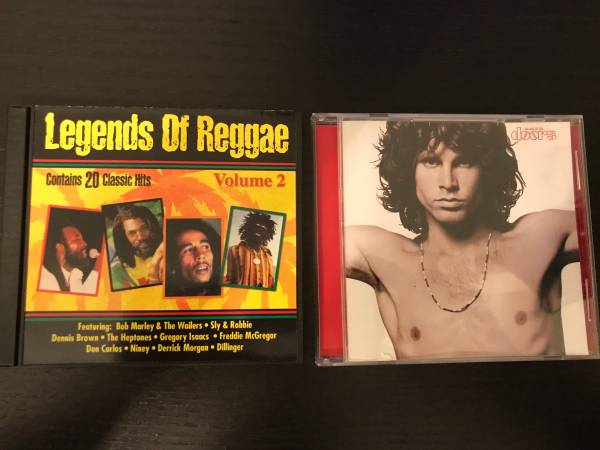 Legends Of Reggae
Contains 20 Classic Hits
Volume 2
Featuring: Bob Marley & The Wailers • Sly & Robbie
Dennis Brown • The Heptones • Gregory Isaacs • Freddie McGregor
Don Carlos • Niney • Derrick Morgan • Dillinger
doors